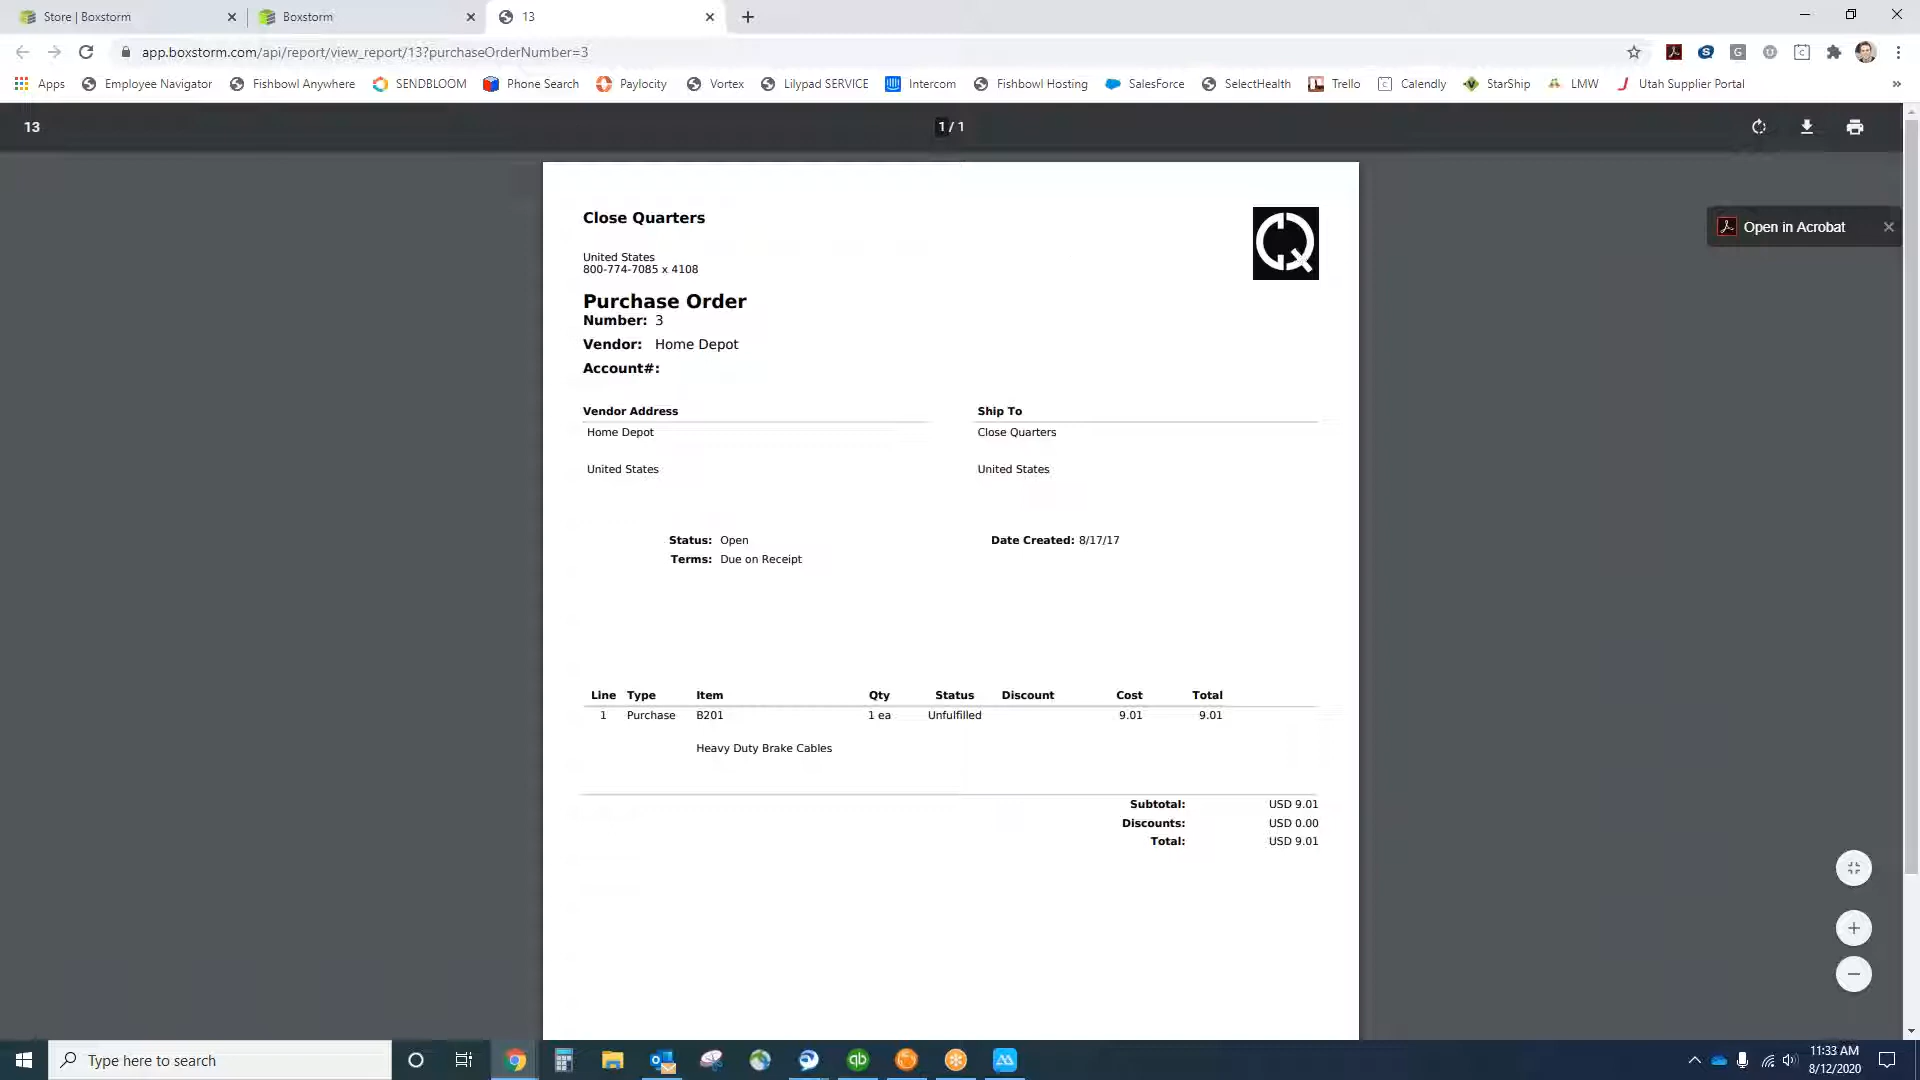 Store | Boxstorm
Boxstorm
13
app.boxstorm.com/api/report/view_report/13?purchaseOrderNumber=3
Apps Employee Navigator Fishbowl Anywhere SENDBLOOM Phone Search Paylocity Vortex Lilypad SERVICE Intercom Fishbowl Hosting SalesForce SelectHealth Trello Calendly StarShip LMW Utah Supplier Portal »
13 1 / 1
Open in Acrobat
Close Quarters
United States
800-774-7085 x 4108
Purchase Order
Number: 3
Vendor: Home Depot
Account#:
Vendor Address Ship To
Home Depot Close Quarters
United States United States
Status: Open Date Created: 8/17/17
Terms: Due on Receipt
Line Type Item Qty Status Discount Cost Total
1 Purchase B201 1 ea Unfulfilled 9.01 9.01
Heavy Duty Brake Cables
Subtotal: USD 9.01
Discounts: USD 0.00
Total: USD 9.01
Type here to search
11:33 AM
8/12/2020